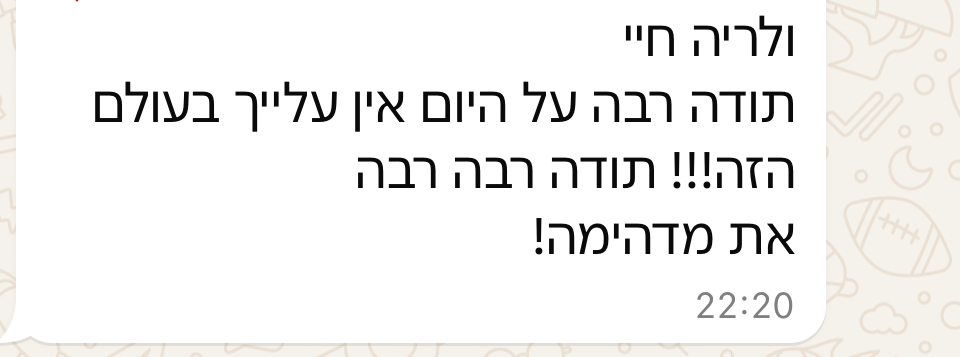 ולריה חיי
תודה רבה על היום אין עלייך בעולם
הזה!!! תודה רבה רבה
את מדהימה!
22:20